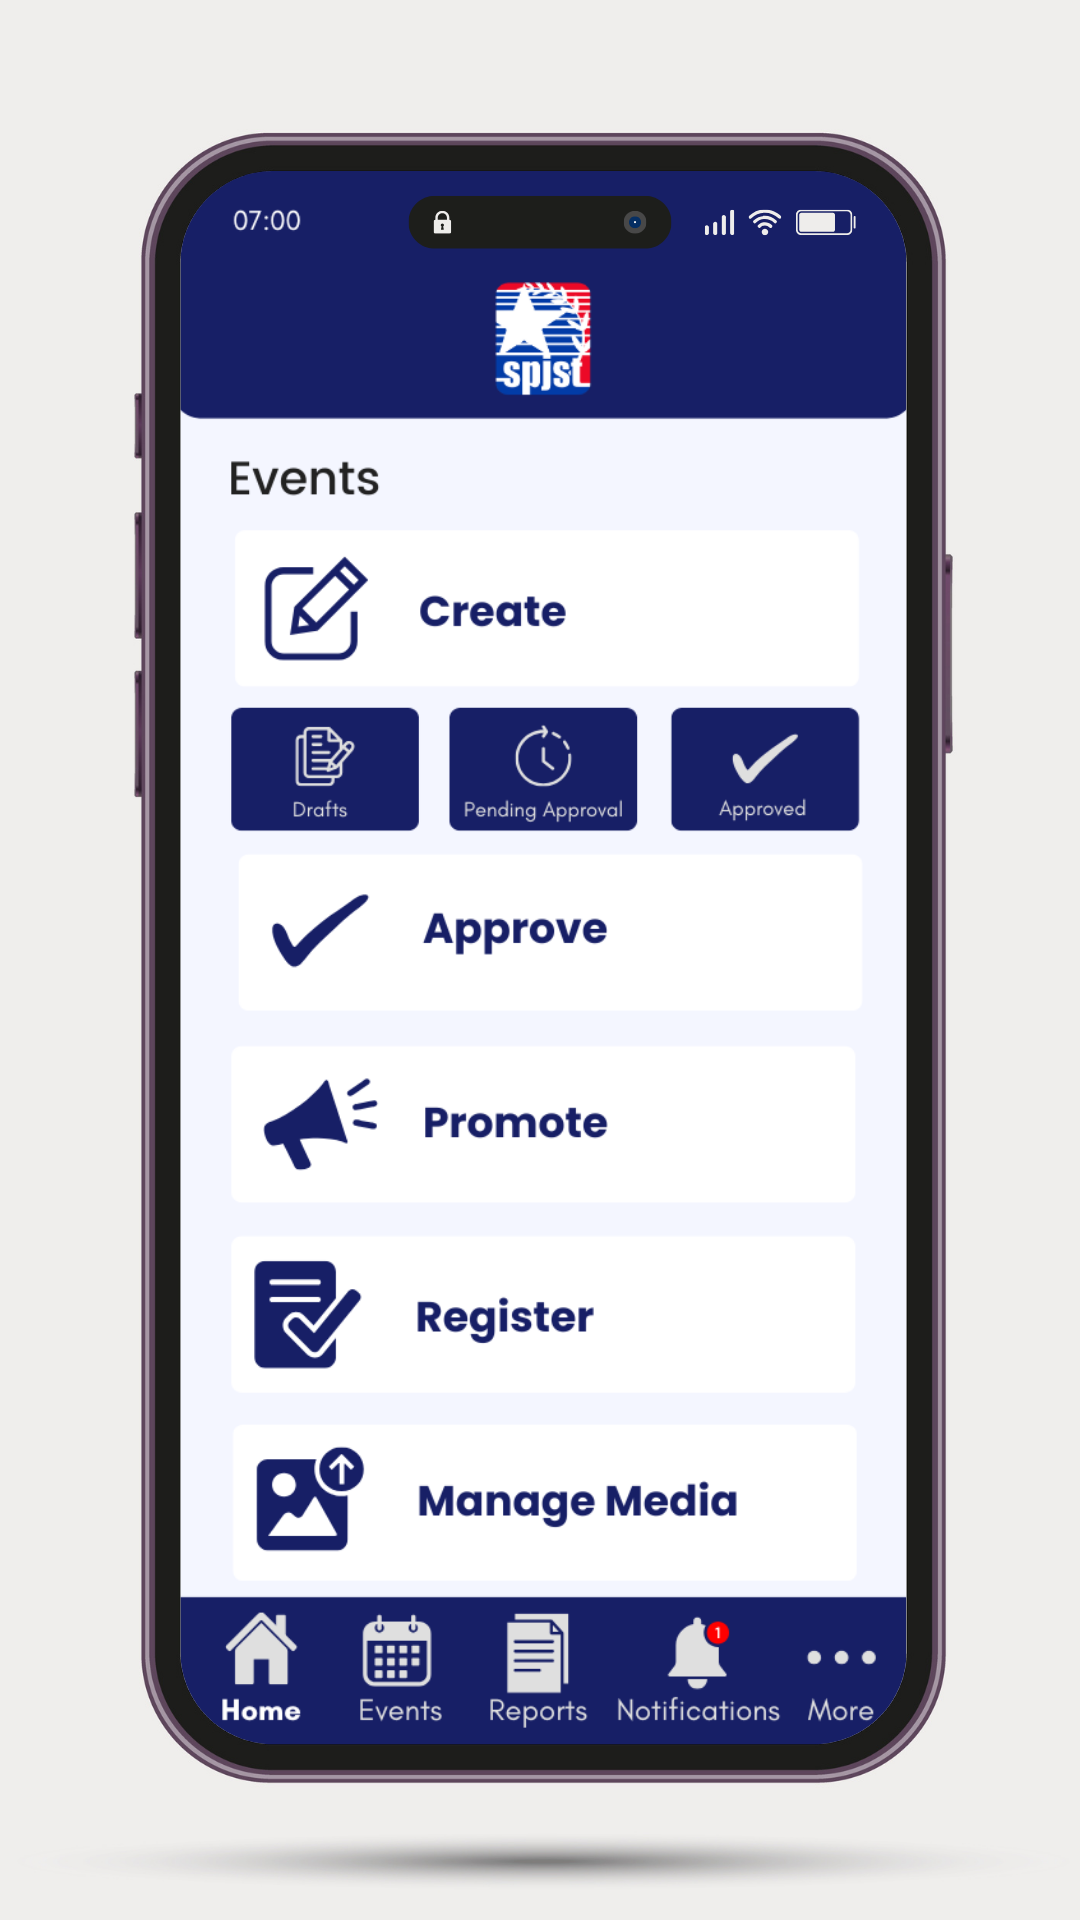 07:00
spjst
Events
Create
Drafts
Pending Approval
Approved
Approve
Promote
Register
Manage Media
1
Home
Events
Reports
Notifications
More